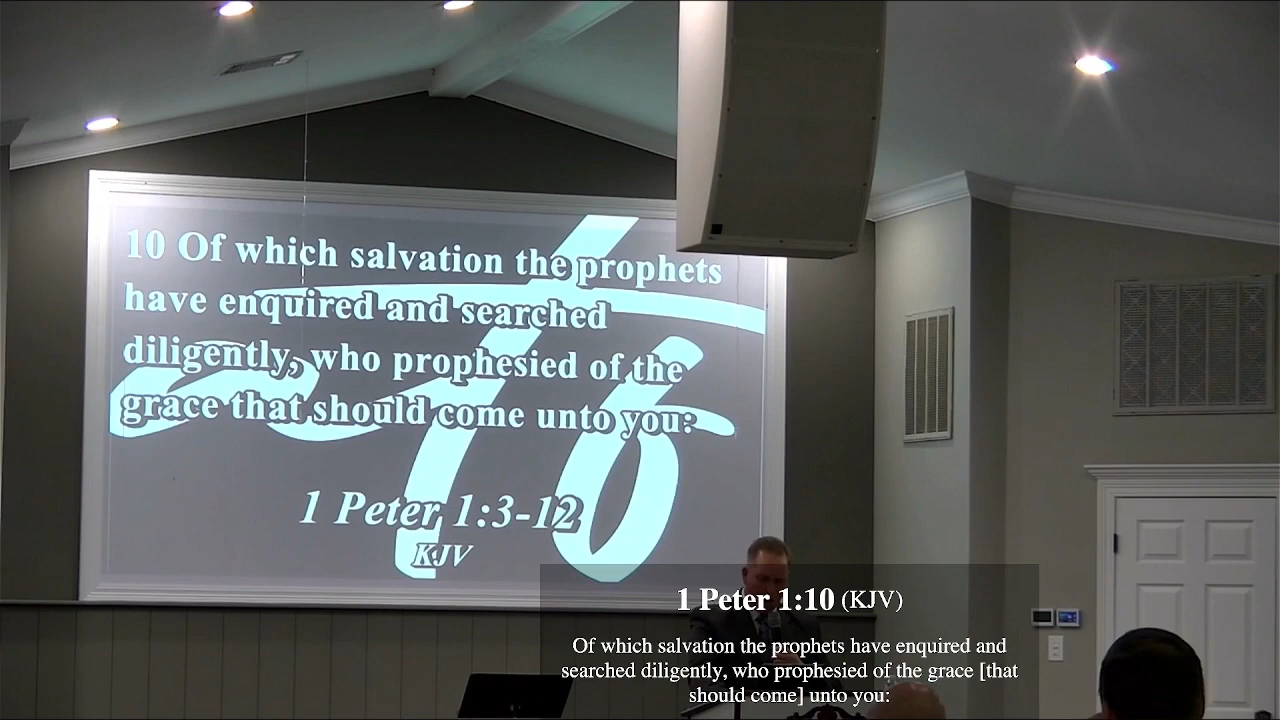 10 Of which salvation the prophets
have enquired and searched
diligently, who prophesied of the
grace that should come unto you:
1 Peter 1:3-12
KJV
1 Peter 1:10 (KJV)
Of which salvation the prophets have enquired and
searched diligently, who prophesied of the grace [that
should come] unto you: